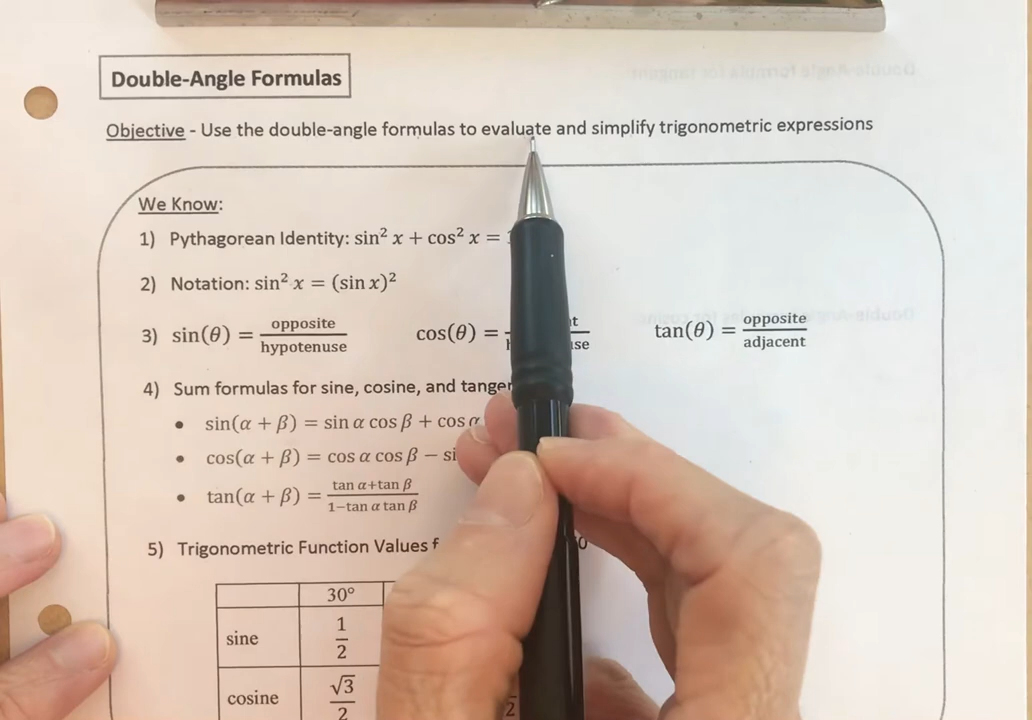 Double-Angle Formulas
Objective - Use the double-angle formulas to evaluate and simplify trigonometric expressions
We Know:
1) Pythagorean Identity: sin² x + cos² x =
2) Notation: sin² x = (sin x)²
3) sin(θ) = opposite/hypotenuse cos(θ) = tan(θ) = opposite/adjacent
4) Sum formulas for sine, cosine, and
• sin(α + β) = sin α cos β + cos α
• cos(α + β) = cos α cos β −
• tan(α + β) = tan α+tan β/1−tan α tan β
5) Trigonometric Function Values
30°
sine 1/2
cosine √3/2 2